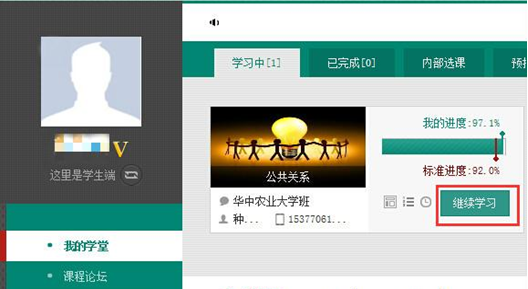 学习中[1]
已完成[0]
内部选课
我的进度:97.1%
标准进度:92.0%
公共关系
华中农业大学班
种...
15377061...
继续学习
V
这里是学生端
我的学堂
课程论坛